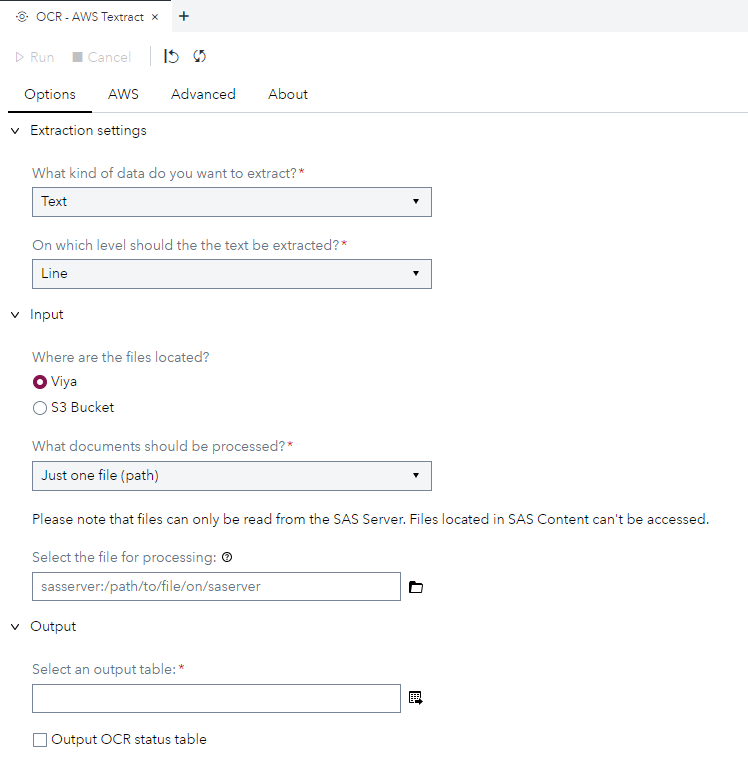 OCR - AWS Textract × +
Run Cancel
Options AWS Advanced About
Extraction settings
What kind of data do you want to extract?*
Text
On which level should the the text be extracted?*
Line
Input
Where are the files located?
Viya
S3 Bucket
What documents should be processed?*
Just one file (path)
Please note that files can only be read from the SAS Server. Files located in SAS Content can't be accessed.
Select the file for processing:
sasserver:/path/to/file/on/saserver
Output
Select an output table:*
Output OCR status table